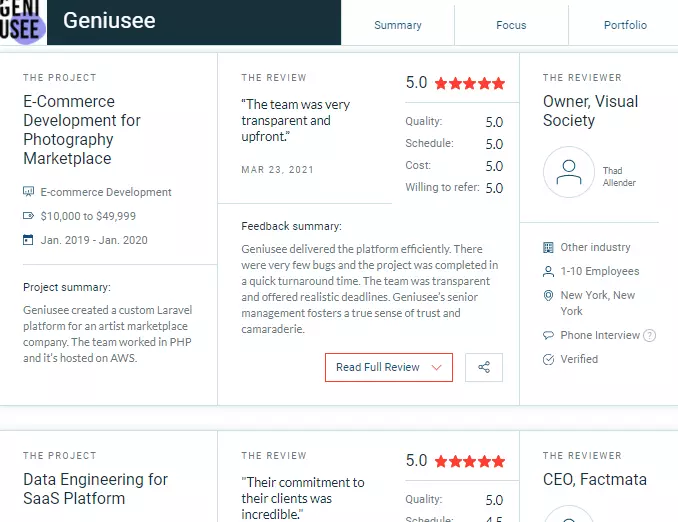 GENI
USEE
Geniusee
Summary
Focus
Portfolio
THE PROJECT
E-Commerce
Development for
Photography
Marketplace
E-commerce Development
$10,000 to $49,999
Jan. 2019 - Jan. 2020
Project summary:
Geniusee created a custom Laravel
platform for an artist marketplace
company. The team worked in PHP
and it's hosted on AWS.
THE REVIEW
"The team was very
transparent and
upfront."
MAR 23, 2021
5.0
Quality: 5.0
Schedule: 5.0
Cost: 5.0
Willing to refer: 5.0
Feedback summary:
Geniusee delivered the platform efficiently. There
were very few bugs and the project was completed in
a quick turnaround time. The team was transparent
and offered realistic deadlines. Geniusee's senior
management fosters a true sense of trust and
camaraderie.
Read Full Review
THE REVIEWER
Owner, Visual
Society
Thad
Allender
Other industry
1-10 Employees
New York, New
York
Phone Interview ?
Verified
THE PROJECT
Data Engineering for
SaaS Platform
THE REVIEW
"Their commitment to
their clients was
incredible."
5.0
Quality: 5.0
Schedule: 4.5
THE REVIEWER
CEO, Factmata